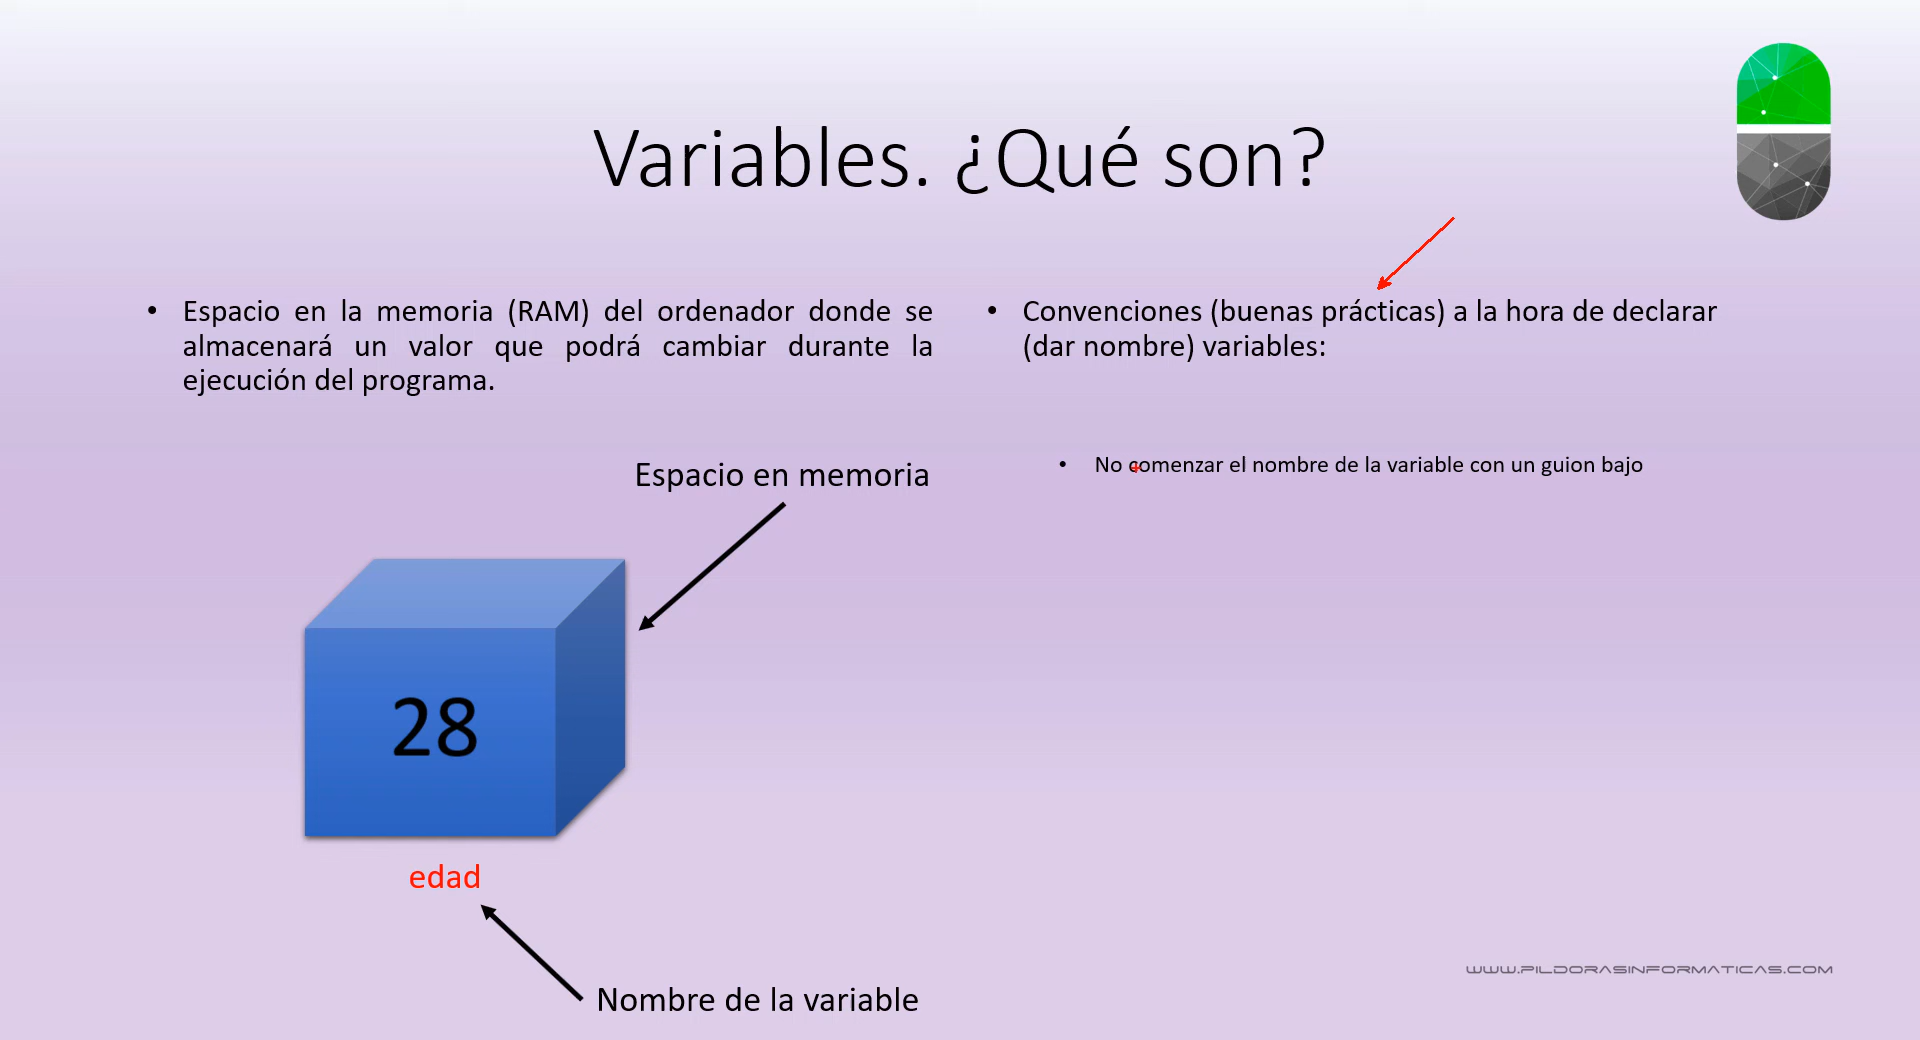 Variables. ¿Qué son?
• Espacio en la memoria (RAM) del ordenador donde se
almacenará un valor que podrá cambiar durante la
ejecución del programa.
Espacio en memoria
28
edad
Nombre de la variable
• Convenciones (buenas prácticas) a la hora de declarar
(dar nombre) variables:
• No comenzar el nombre de la variable con un guion bajo
WWW.PILDORASINFORMATICAS.COM